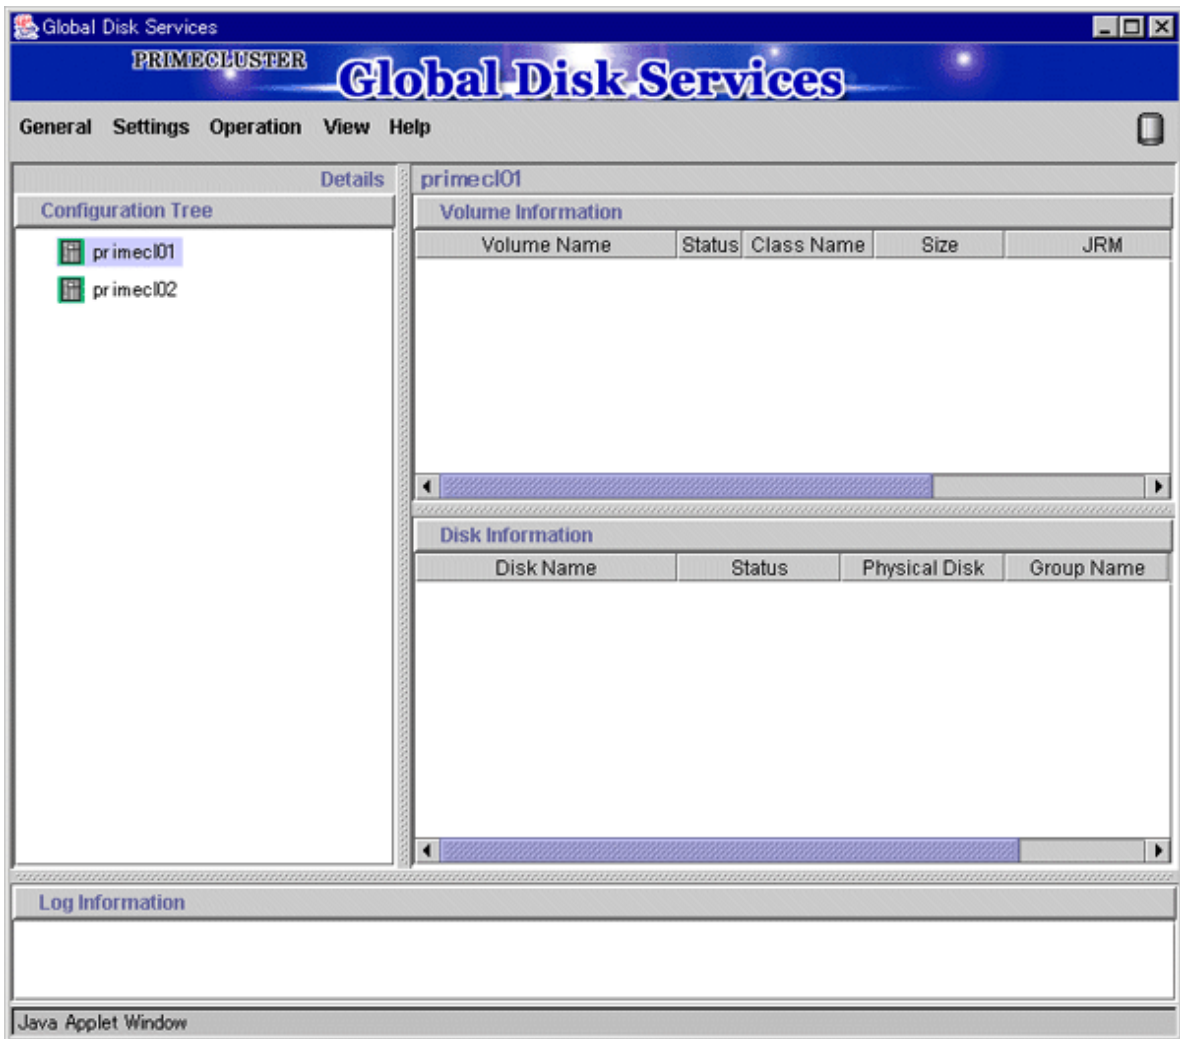 Global Disk Services
PRIMECLUSTER
Global Disk Services
General Settings Operation View Help
Details
Configuration Tree
primecl01
primecl02
primecl01
Volume Information
Volume Name Status Class Name Size JRM
Disk Information
Disk Name Status Physical Disk Group Name
Log Information
Java Applet Window